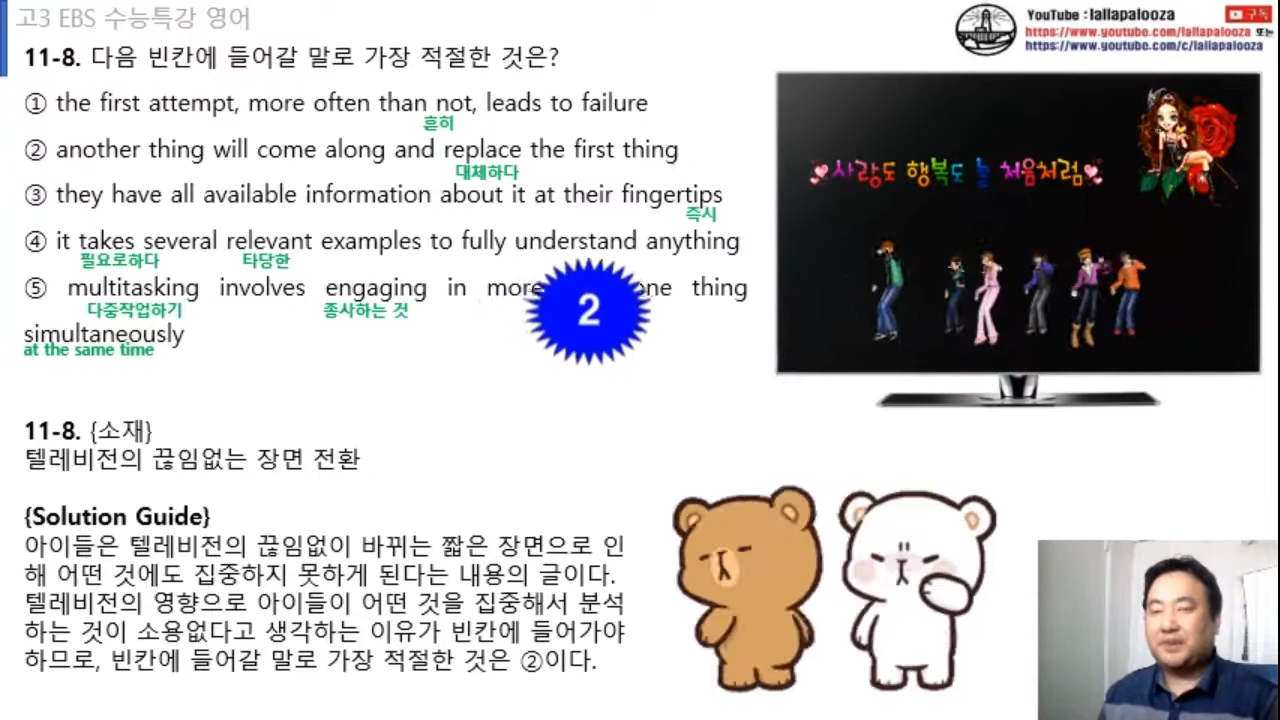 고3 EBS 수능특강 영어
YouTube : lallapalooza
구독
https://www.youtube.com/lallapalooza 또는
https://www.youtube.com/c/lallapalooza
11-8. 다음 빈칸에 들어갈 말로 가장 적절한 것은?
① the first attempt, more often than not, leads to failure
흔히
② another thing will come along and replace the first thing
대체하다
③ they have all available information about it at their fingertips
즉시
④ it takes several relevant examples to fully understand anything
필요로하다 타당한
⑤ multitasking involves engaging in more ne thing
다중작업하기 종사하는 것
simultaneously
at the same time
2
사랑도 행복도 늘 처음처럼
11-8. {소재}
텔레비전의 끊임없는 장면 전환
{Solution Guide}
아이들은 텔레비전의 끊임없이 바뀌는 짧은 장면으로 인
해 어떤 것에도 집중하지 못하게 된다는 내용의 글이다.
텔레비전의 영향으로 아이들이 어떤 것을 집중해서 분석
하는 것이 소용없다고 생각하는 이유가 빈칸에 들어가야
하므로, 빈칸에 들어갈 말로 가장 적절한 것은 ②이다.